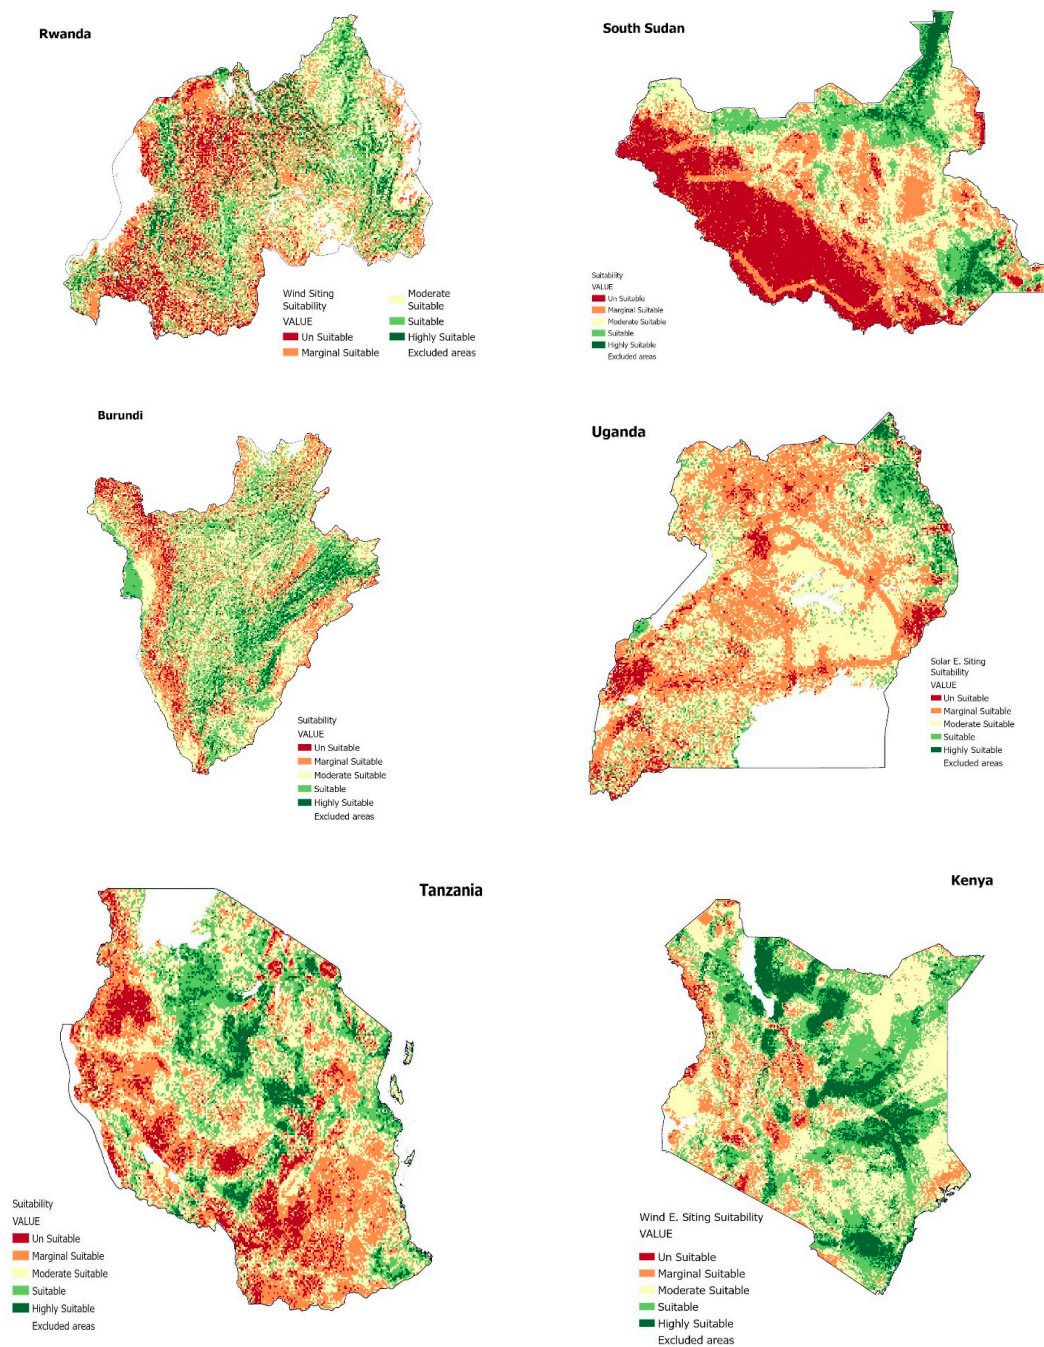 Rwanda
Wind Siting
Suitability
VALUE
Un Suitable
Marginal Suitable
Moderate
Suitable
Suitable
Highly Suitable
Excluded areas
South Sudan
Suitability
VALUE
Un Suitable
Marginal Suitable
Moderate Suitable
Suitable
Highly Suitable
Excluded areas
Burundi
Suitability
VALUE
Un Suitable
Marginal Suitable
Moderate Suitable
Suitable
Highly Suitable
Excluded areas
Uganda
Solar E. Siting
Suitability
VALUE
Un Suitable
Marginal Suitable
Moderate Suitable
Suitable
Highly Suitable
Excluded areas
Tanzania
Suitability
VALUE
Un Suitable
Marginal Suitable
Moderate Suitable
Suitable
Highly Suitable
Excluded areas
Kenya
Wind E. Siting Suitability
VALUE
Un Suitable
Marginal Suitable
Moderate Suitable
Suitable
Highly Suitable
Excluded areas